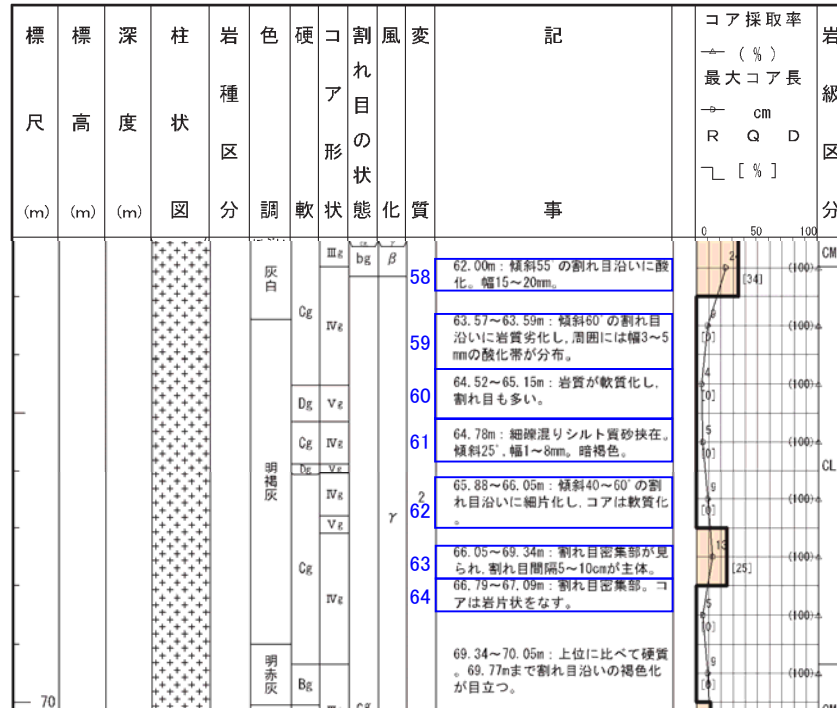 標尺(m)
標高(m)
深度(m)
柱状図
岩種区分
色調
硬軟
コア形状
割れ目の状態
風化
変質
記事
コア採取率
(%)
最大コア長
cm
R Q D
[%]
岩級区分
0 50 100
Ⅲg
bg
β
灰白
Cg
Ⅳg
58
62.00m:傾斜55°の割れ目沿いに酸
化。幅15~20mm。
24
[34]
(100)
CM
59
63.57~63.59m:傾斜60°の割れ目
沿いに岩質劣化し,周囲には幅3~5
mmの酸化帯が分布。
9
[0]
(100)
60
64.52~65.15m:岩質が軟質化し,
割れ目も多い。
4
[0]
(100)
Dg
Ⅴg
61
64.78m:細礫混りシルト質砂挟在。
傾斜25°,幅1~8mm。暗褐色。
5
[0]
(100)
Cg
Ⅳg
CL
Dg
Ⅴg
明褐灰
Ⅳg
2
62
65.88~66.05m:傾斜40~60°の割
れ目沿いに細片化し,コアは軟質化
。
9
[0]
(100)
Ⅴg
γ
63
66.05~69.34m:割れ目密集部が見
られ,割れ目間隔5~10cmが主体。
13
[25]
(100)
Cg
Ⅳg
64
66.79~67.09m:割れ目密集部。コ
アは岩片状をなす。
5
[0]
(100)
明赤灰
69.34~70.05m:上位に比べて硬質
。69.77mまで割れ目沿いの褐色化
が目立つ。
9
[0]
(100)
Bg
70